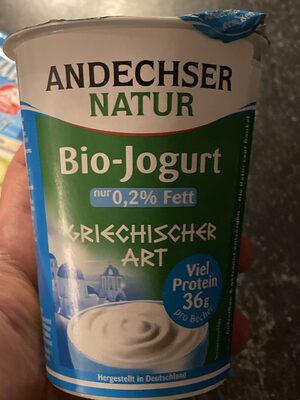 ANDECHSER
NATUR
Bio-Jogurt
nur 0,2% Fett
GRIECHISCHER
ART
Viel
Protein
36g
pro Becher
Hergestellt in Deutschland